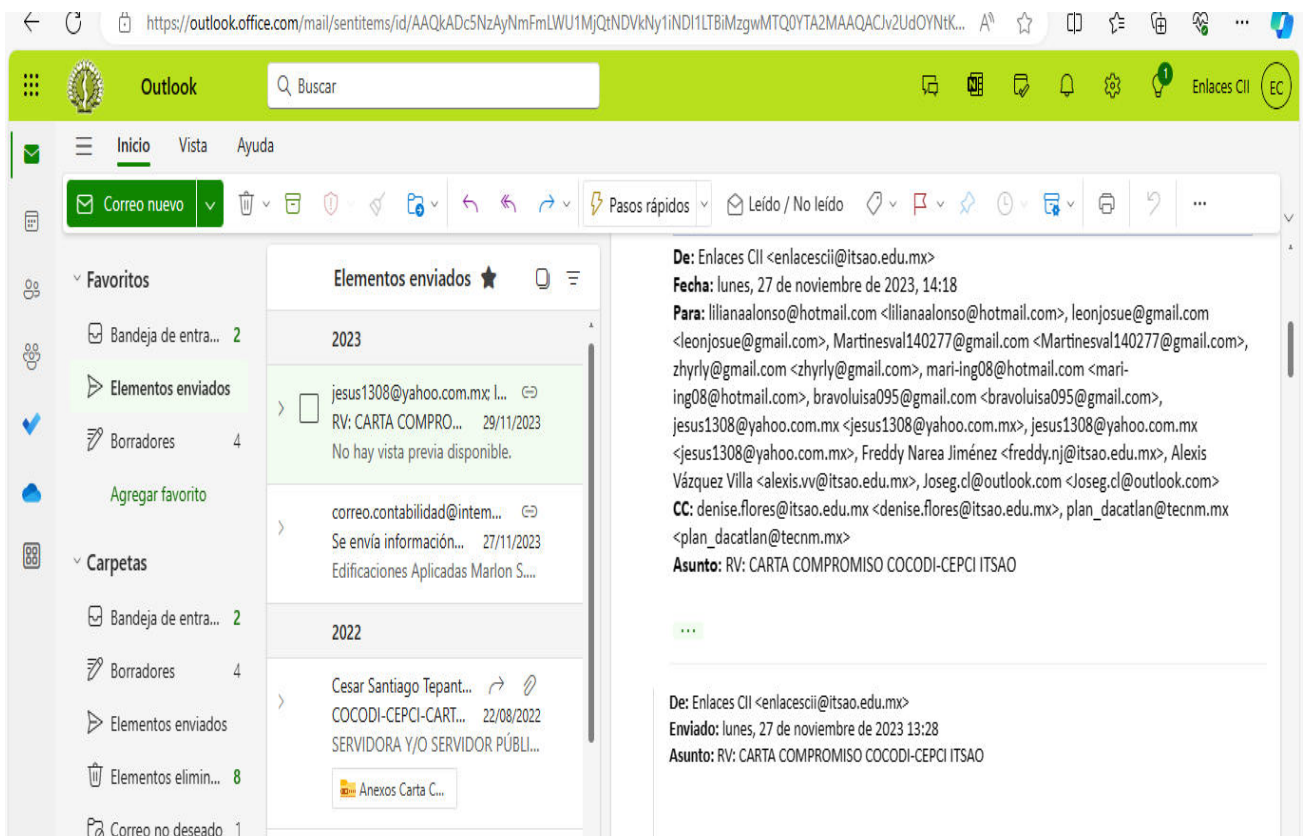 https://outlook.office.com/mail/sentitems/id/AAQkADc5NzAyNmFmLWU1MjQtNDVkNy1iNDI1LTBiMzgwMTQ0YTA2MAAQACJv2UdOYNtK...
Outlook
Buscar
1
Enlaces CII
EC
Inicio Vista Ayuda
Correo nuevo
Pasos rápidos
Leído / No leído
Favoritos
Bandeja de entra... 2
Elementos enviados
Borradores 4
Agregar favorito
Carpetas
Bandeja de entra... 2
Borradores 4
Elementos enviados
Elementos elimin... 8
Correo no deseado 1
Elementos enviados
2023
jesus1308@yahoo.com.mx; l...
RV: CARTA COMPRO... 29/11/2023
No hay vista previa disponible.
correo.contabilidad@intem...
Se envía información... 27/11/2023
Edificaciones Aplicadas Marlon S....
2022
Cesar Santiago Tepant...
COCODI-CEPCI-CART... 22/08/2022
SERVIDORA Y/O SERVIDOR PÚBLI...
Anexos Carta C...
De: Enlaces CII <enlacescii@itsao.edu.mx>
Fecha: lunes, 27 de noviembre de 2023, 14:18
Para: lilianaalonso@hotmail.com <lilianaalonso@hotmail.com>, leonjosue@gmail.com
<leonjosue@gmail.com>, Martinesval140277@gmail.com <Martinesval140277@gmail.com>,
zhyrly@gmail.com <zhyrly@gmail.com>, mari-ing08@hotmail.com <mari-
ing08@hotmail.com>, bravoluisa095@gmail.com <bravoluisa095@gmail.com>,
jesus1308@yahoo.com.mx <jesus1308@yahoo.com.mx>, jesus1308@yahoo.com.mx
<jesus1308@yahoo.com.mx>, Freddy Narea Jiménez <freddy.nj@itsao.edu.mx>, Alexis
Vázquez Villa <alexis.vv@itsao.edu.mx>, Joseg.cl@outlook.com <Joseg.cl@outlook.com>
CC: denise.flores@itsao.edu.mx <denise.flores@itsao.edu.mx>, plan_dacatlan@tecnm.mx
<plan_dacatlan@tecnm.mx>
Asunto: RV: CARTA COMPROMISO COCODI-CEPCI ITSAO
...
De: Enlaces CII <enlacescii@itsao.edu.mx>
Enviado: lunes, 27 de noviembre de 2023 13:28
Asunto: RV: CARTA COMPROMISO COCODI-CEPCI ITSAO